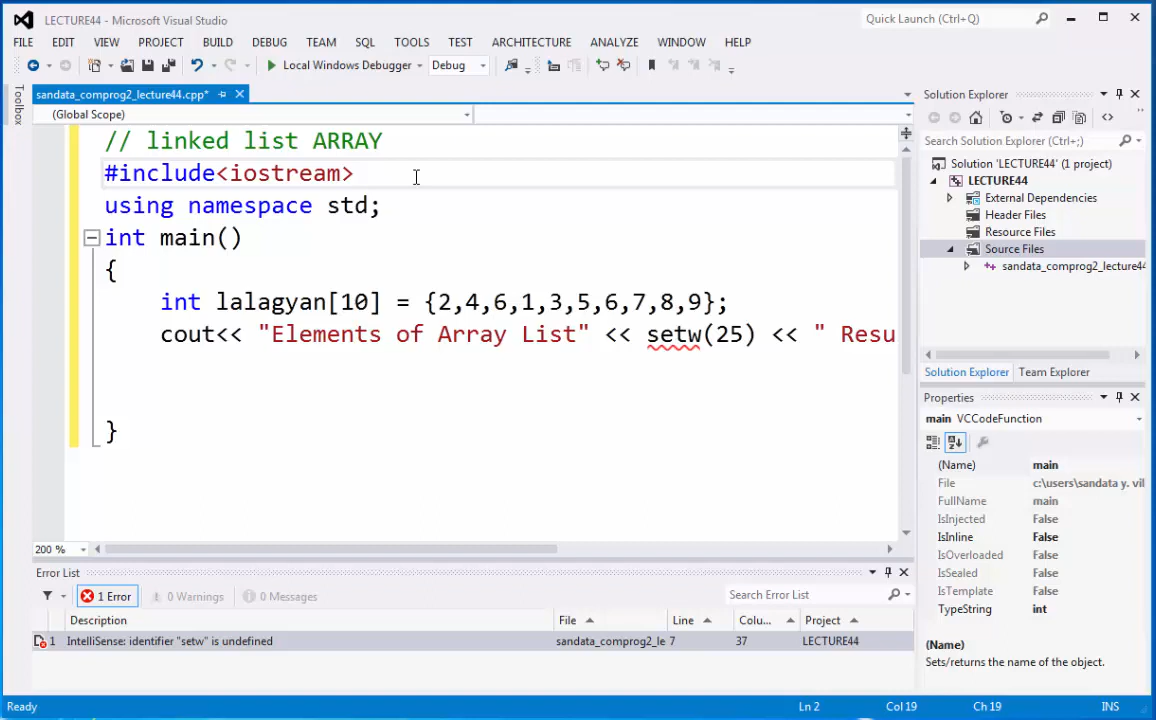 LECTURE44 - Microsoft Visual Studio
Quick Launch (Ctrl+Q)
FILE EDIT VIEW PROJECT BUILD DEBUG TEAM SQL TOOLS TEST ARCHITECTURE ANALYZE WINDOW HELP
Local Windows Debugger Debug
Toolbox
sandata_comprog2_lecture44.cpp*
(Global Scope)
// linked list ARRAY
#include<iostream>
using namespace std;
int main()
{
int lalagyan[10] = {2,4,6,1,3,5,6,7,8,9};
cout<< "Elements of Array List" << setw(25) << " Resu
}
200 %
Solution Explorer
Search Solution Explorer (Ctrl+;)
Solution 'LECTURE44' (1 project)
LECTURE44
External Dependencies
Header Files
Resource Files
Source Files
sandata_comprog2_lecture44
Solution Explorer Team Explorer
Properties
main VCCodeFunction
(Name) main
File c:\users\sandata y. vil
FullName main
IsInjected False
IsInline False
IsOverloaded False
IsSealed False
IsTemplate False
TypeString int
(Name)
Sets/returns the name of the object.
Error List
1 Error 0 Warnings 0 Messages
Search Error List
Description File Line Colu... Project
1 IntelliSense: identifier "setw" is undefined sandata_comprog2_le 7 37 LECTURE44
Ready Ln 2 Col 19 Ch 19 INS